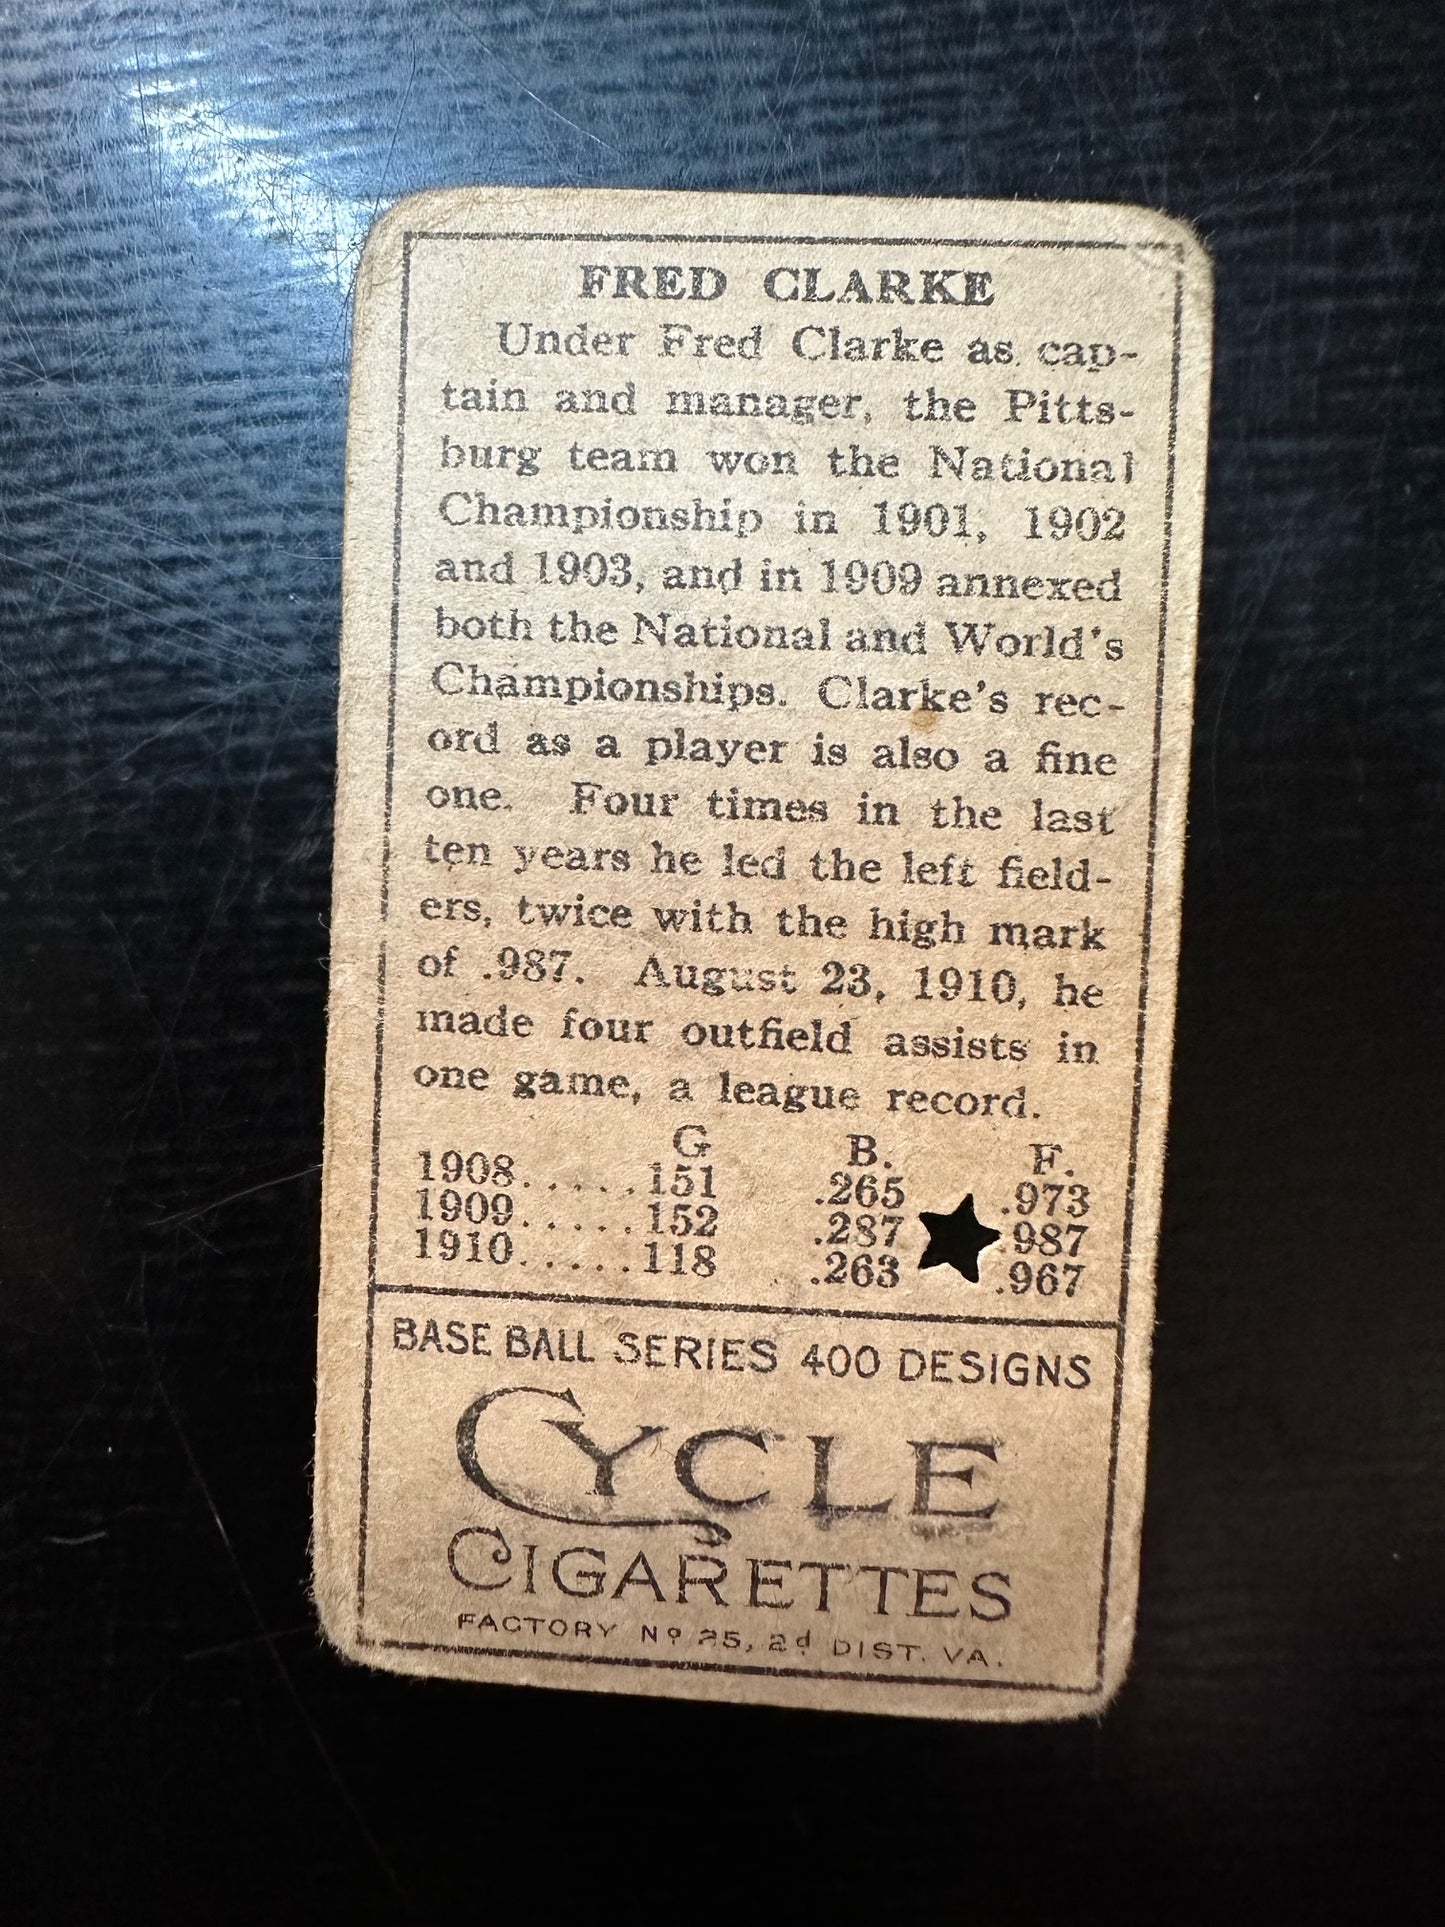 FRED CLARKE
Under Fred Clarke as cap-
tain and manager, the Pitts-
burg team won the National
Championship in 1901, 1902
and 1903, and in 1909 annexed
both the National and World's
Championships. Clarke's rec-
ord as a player is also a fine
one. Four times in the last
ten years he led the left field-
ers, twice with the high mark
of .987. August 23, 1910, he
made four outfield assists in
one game, a league record.
G B. F.
1908.....151 .265 .973
1909.....152 .287 .987
1910.....118 .263 .967
BASE BALL SERIES 400 DESIGNS
CYCLE
CIGARETTES
FACTORY Nº 25, 2d DIST. VA.